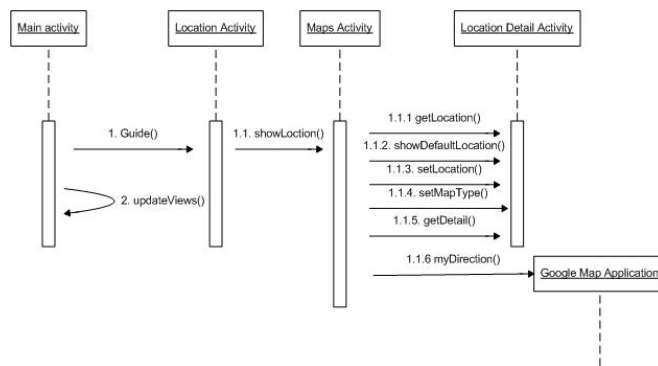 Main activity
Location Activity
Maps Activity
Location Detail Activity
1. Guide()
1.1. showLoction()
1.1.1 getLocation()
1.1.2. showDefaultLocation()
1.1.3. setLocation()
1.1.4. setMapType()
2. updateViews()
1.1.5. getDetail()
1.1.6 myDirection()
Google Map Application